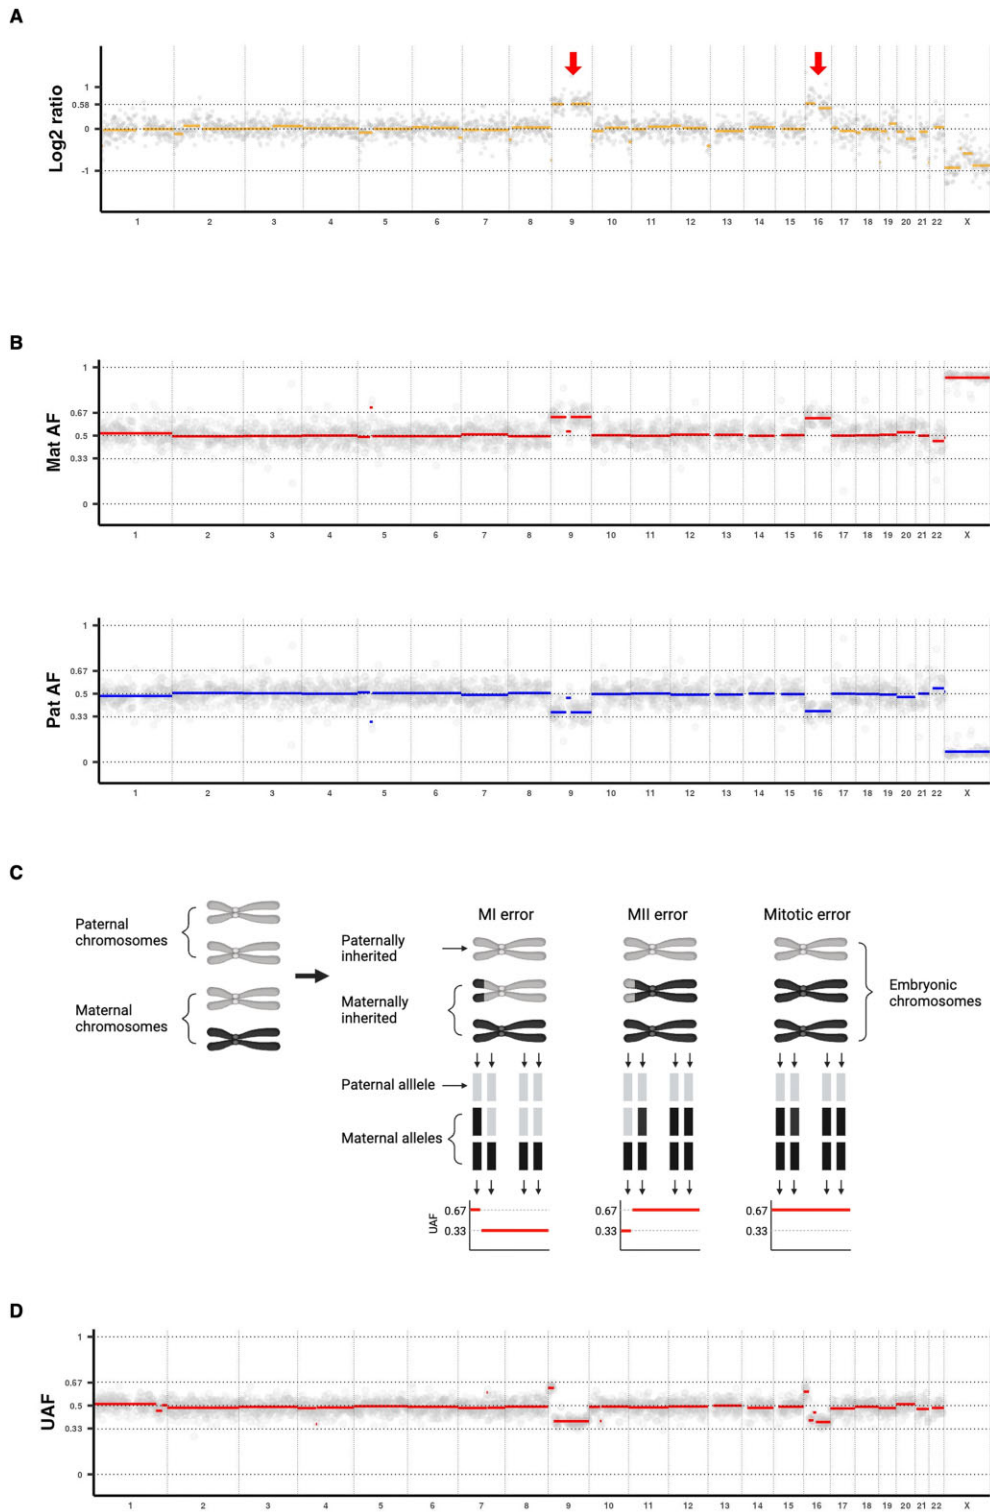 A
Log2 ratio
1
0.58
0
-1
1 2 3 4 5 6 7 8 9 10 11 12 13 14 15 16 17 18 19 20 21 22 X
B
Mat AF
1
0.67
0.5
0.33
0
1 2 3 4 5 6 7 8 9 10 11 12 13 14 15 16 17 18 19 20 21 22 X
Pat AF
1
0.67
0.5
0.33
0
1 2 3 4 5 6 7 8 9 10 11 12 13 14 15 16 17 18 19 20 21 22 X
C
Paternal
chromosomes
Maternal
chromosomes
MI error
MII error
Mitotic error
Paternally
inherited
Maternally
inherited
Embryonic
chromosomes
Paternal alllele
Maternal alleles
UAF
0.67
0.33
0.67
0.33
0.67
0.33
D
UAF
1
0.67
0.5
0.33
0
1 2 3 4 5 6 7 8 9 10 11 12 13 14 15 16 17 18 19 20 21 22 X